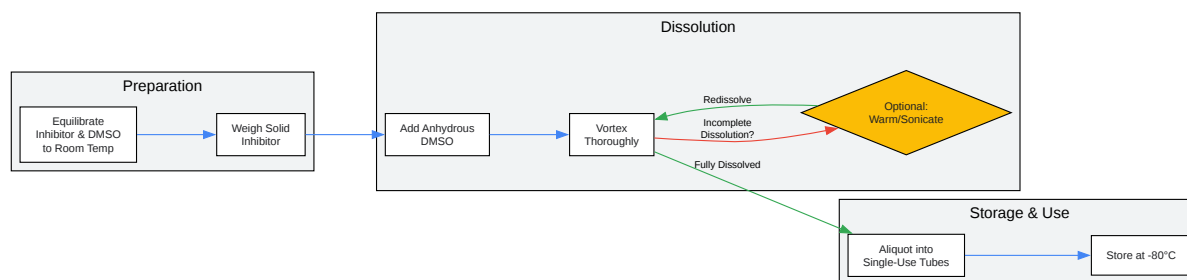 Preparation
Equilibrate
Inhibitor & DMSO
to Room Temp
Weigh Solid
Inhibitor
Dissolution
Add Anhydrous
DMSO
Vortex
Thoroughly
Redissolve
Incomplete
Dissolution?
Optional:
Warm/Sonicate
Fully Dissolved
Storage & Use
Aliquot into
Single-Use Tubes
Store at -80°C